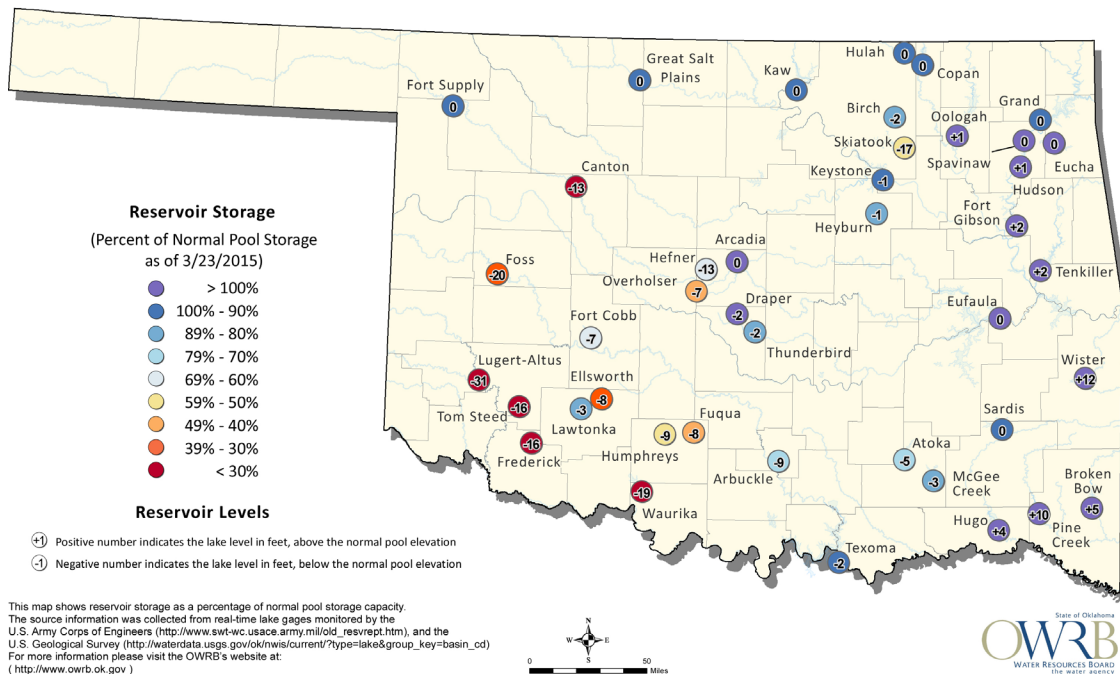 Hulah
0
0
Copan
Great Salt
Plains
0
Kaw
0
Fort Supply
0
Birch
-2
Grand
0
Oologah
+1
0
0
Skiatook
-17
Spavinaw
Eucha
+1
Hudson
Keystone
-1
Canton
-13
Heyburn
-1
Fort
Gibson
+2
Reservoir Storage
(Percent of Normal Pool Storage
as of 3/23/2015)
> 100%
100% - 90%
89% - 80%
79% - 70%
69% - 60%
59% - 50%
49% - 40%
39% - 30%
< 30%
Arcadia
0
Hefner
-13
Overholser
-7
Foss
-20
+2
Tenkiller
Draper
-2
-2
Thunderbird
Eufaula
0
Fort Cobb
-7
Wister
+12
Lugert-Altus
-31
Ellsworth
-8
-3
Lawtonka
Tom Steed
-16
-16
Frederick
Fuqua
-8
-9
Humphreys
Sardis
0
Atoka
-5
-9
Arbuckle
-3
McGee
Creek
Broken
Bow
+5
-19
Waurika
+10
Pine
Creek
Hugo
+4
Texoma
-2
Reservoir Levels
+1 Positive number indicates the lake level in feet, above the normal pool elevation
-1 Negative number indicates the lake level in feet, below the normal pool elevation
This map shows reservoir storage as a percentage of normal pool storage capacity.
The source information was collected from real-time lake gages monitored by the
U.S. Army Corps of Engineers (http://www.swt-wc.usace.army.mil/old_resvrept.htm), and the
U.S. Geological Survey (http://waterdata.usgs.gov/ok/nwis/current/?type=lake&group_key=basin_cd)
For more information please visit the OWRB's website at:
( http://www.owrb.ok.gov )
N
W E
S
0 50
Miles
State of Oklahoma
OWRB
WATER RESOURCES BOARD
the water agency